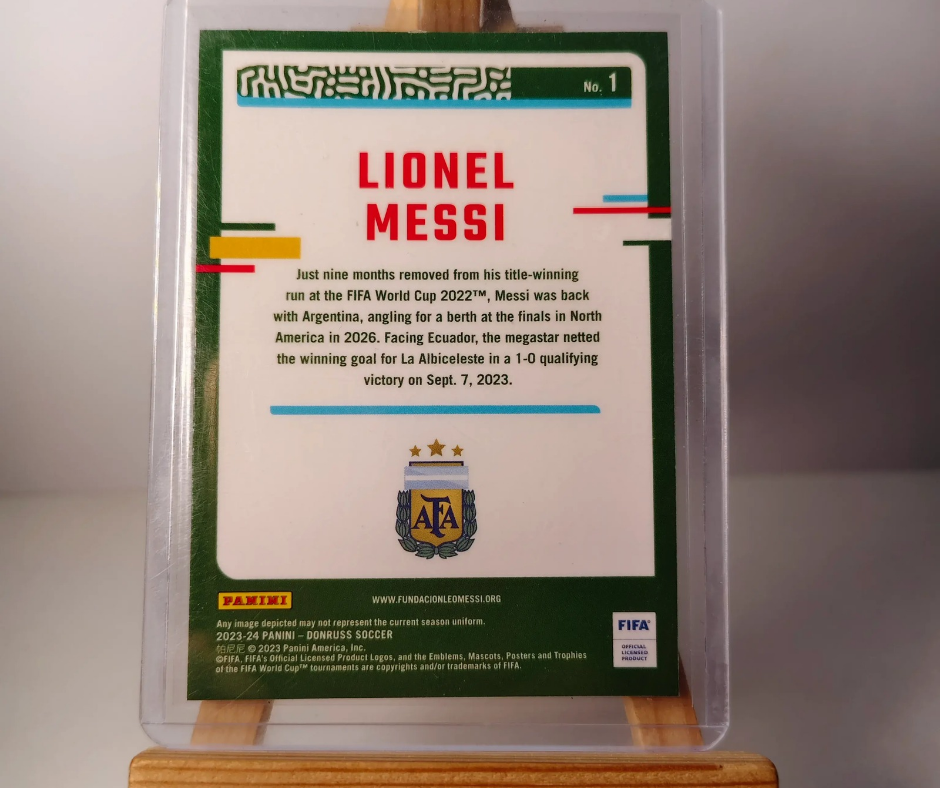 No. 1
LIONEL
MESSI
Just nine months removed from his title-winning
run at the FIFA World Cup 2022™, Messi was back
with Argentina, angling for a berth at the finals in North
America in 2026. Facing Ecuador, the megastar netted
the winning goal for La Albiceleste in a 1-0 qualifying
victory on Sept. 7, 2023.
AFA
PANINI
WWW.FUNDACIONLEOMESSI.ORG
Any image depicted may not represent the current season uniform.
2023-24 PANINI – DONRUSS SOCCER
帕尼尼 © 2023 Panini America, Inc.
©FIFA, FIFA's Official Licensed Product Logos, and the Emblems, Mascots, Posters and Trophies
of the FIFA World Cup™ tournaments are copyrights and/or trademarks of FIFA.
FIFA®
OFFICIAL
LICENSED
PRODUCT